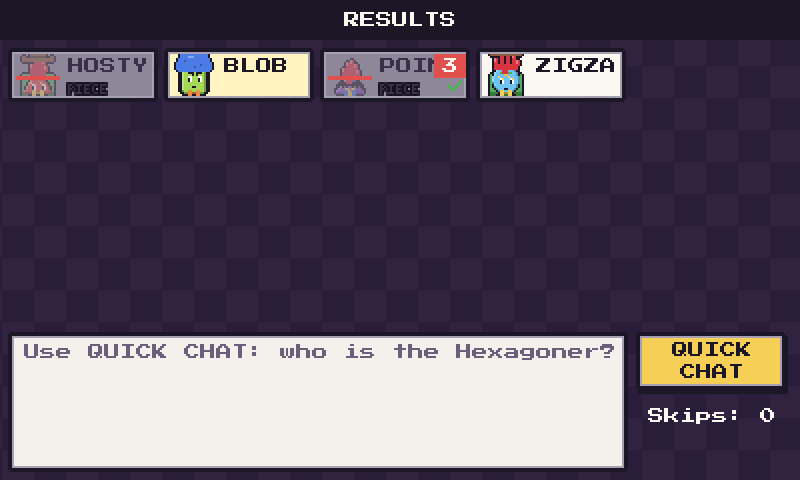 RESULTS
HOSTY
PIECE
BLOB
POIN 3
PIECE
ZIGZA
Use QUICK CHAT: who is the Hexagoner?
QUICK
CHAT
Skips: 0